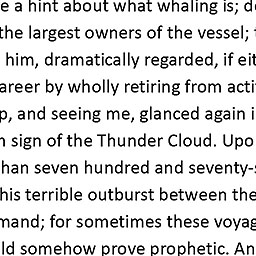 e a hint about what whaling is; d
the largest owners of the vessel;
him, dramatically regarded, if eit
areer by wholly retiring from acti
p, and seeing me, glanced again i
sign of the Thunder Cloud. Upo
han seven hundred and seventy-
his terrible outburst between the
mand; for sometimes these voyag
ld somehow prove prophetic. An